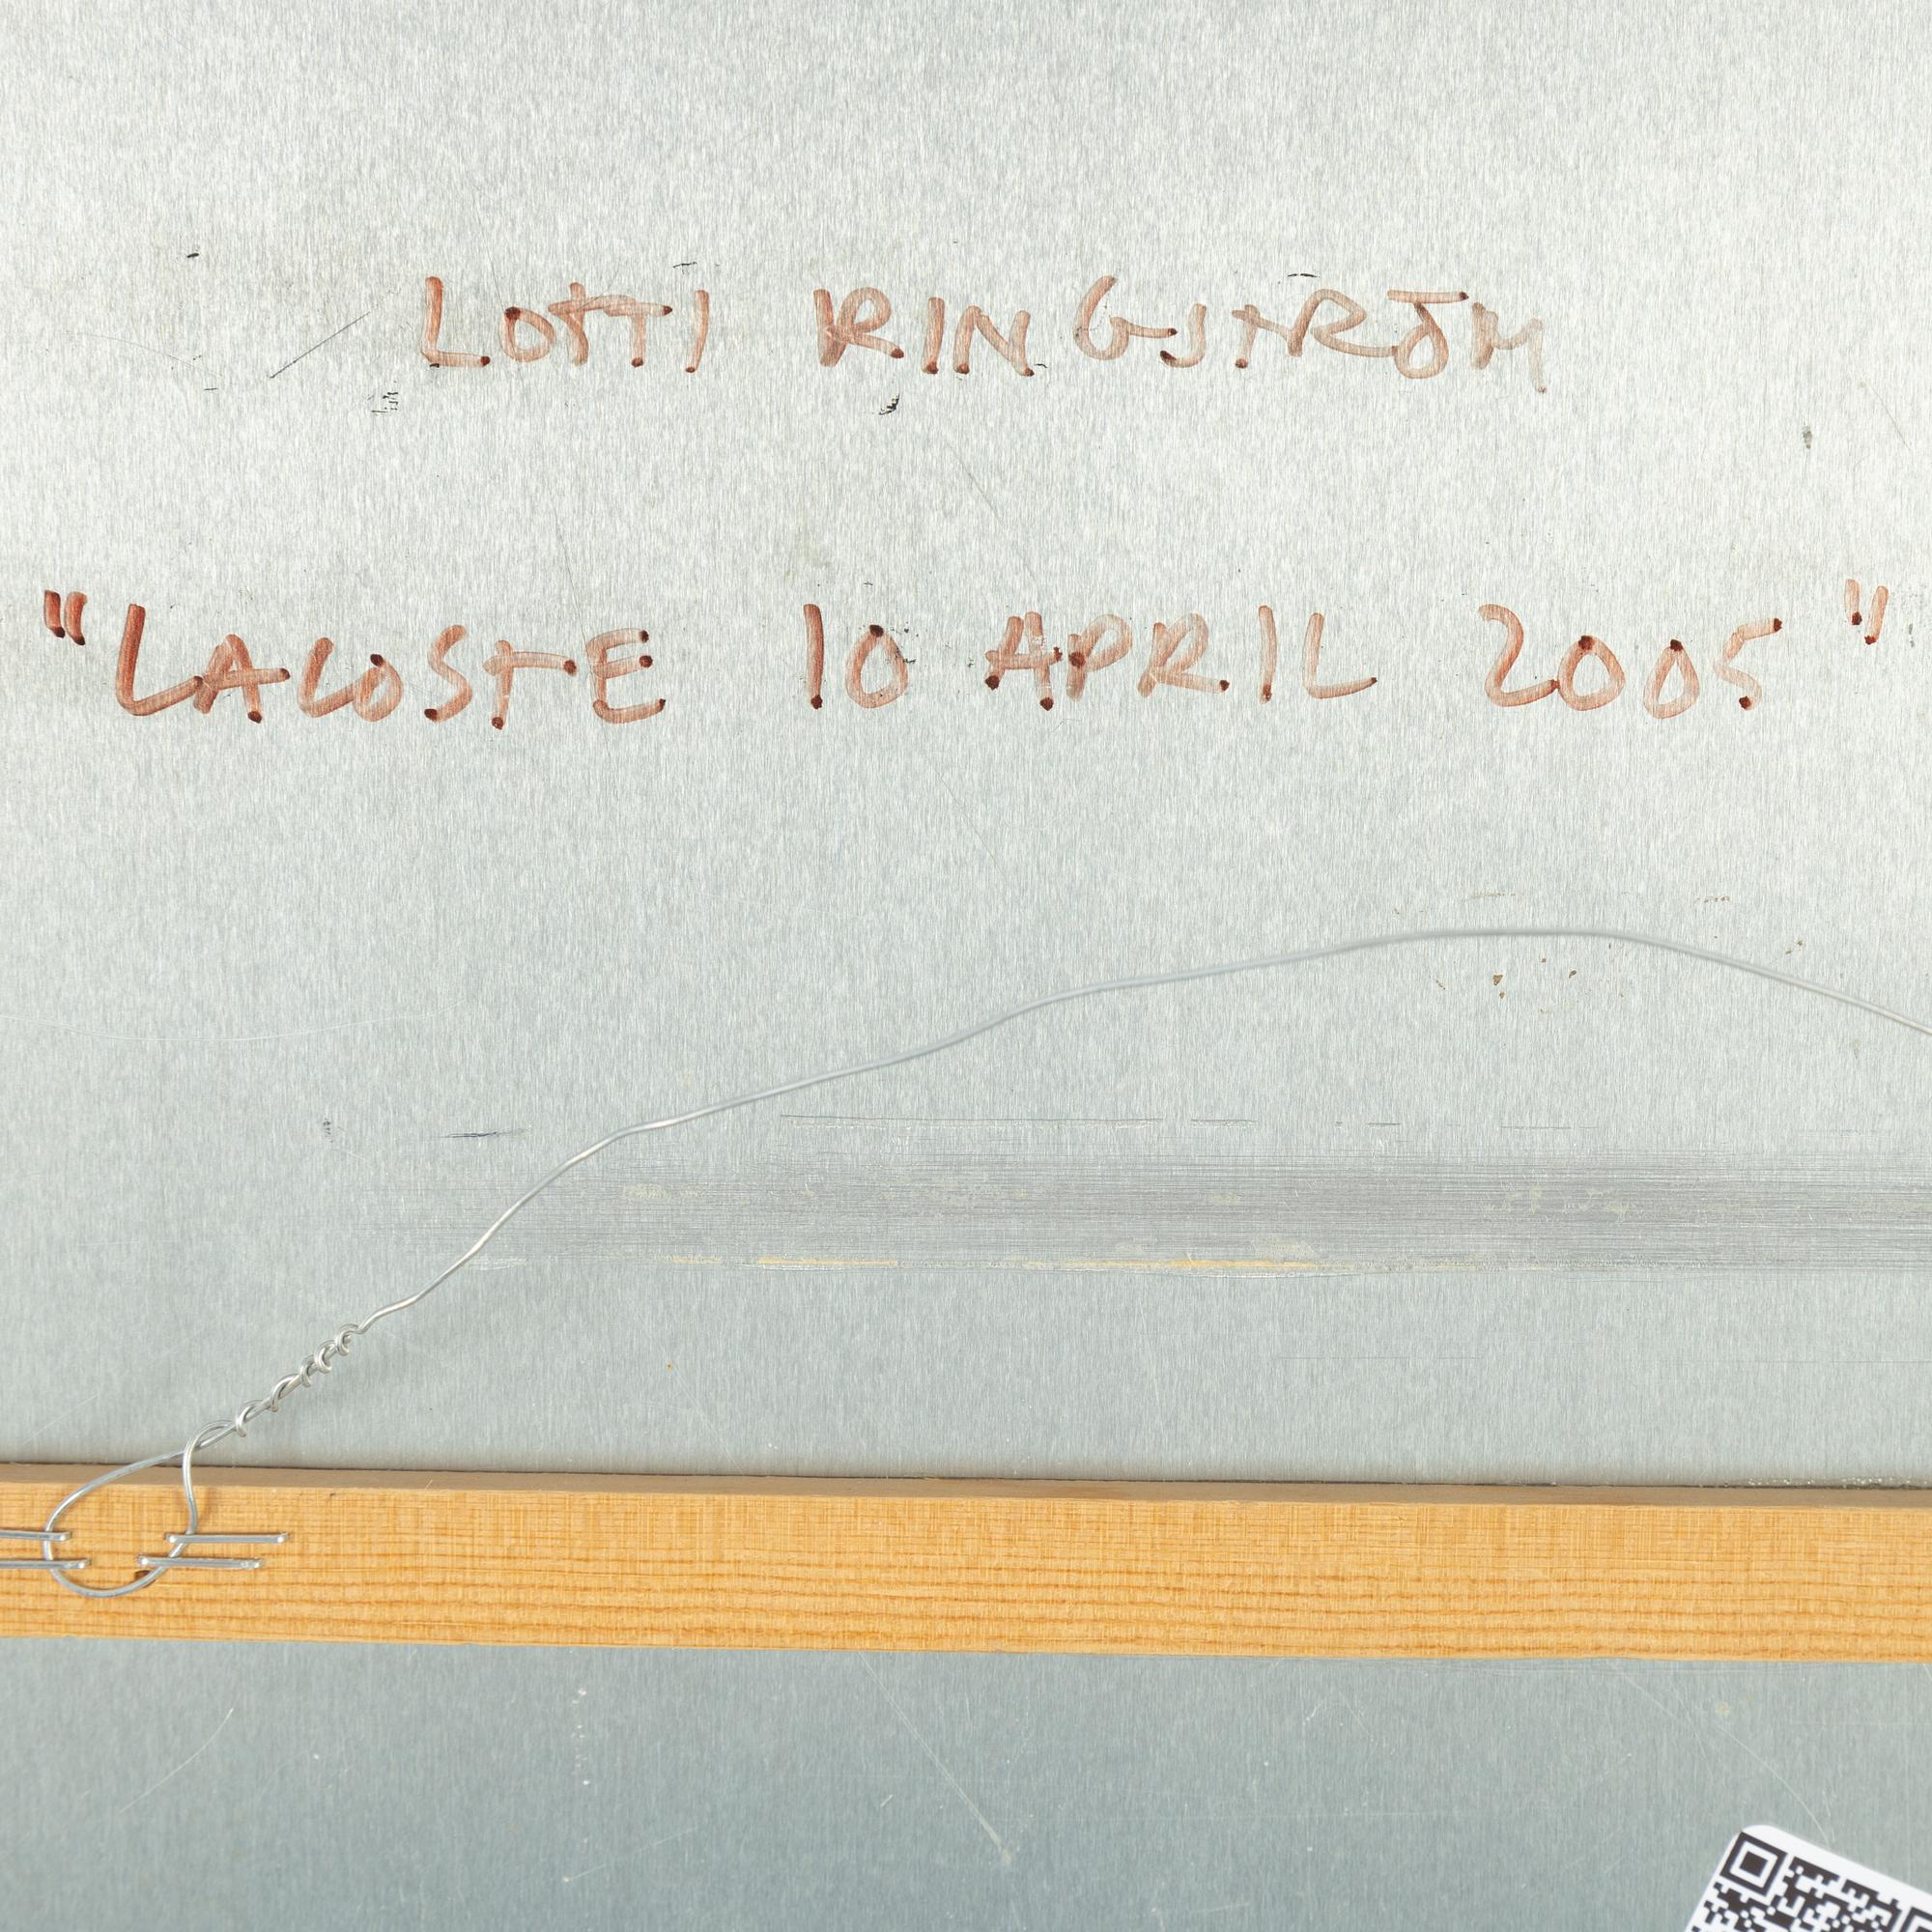 LOTTI RINGSTRÖM
"LACOSTE 10 APRIL 2005"